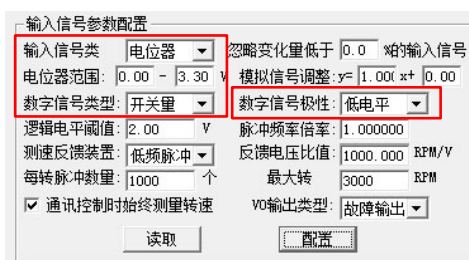 输入信号参数配置
输入信号类 电位器 忽略变化量低于 0.0 %的输入信号
电位器范围: 0.00 - 3.30 V 模拟信号调整: y= 1.00( x+ 0.00
数字信号类型: 开关量 数字信号极性: 低电平
逻辑电平阈值: 2.00 V 脉冲频率倍率: 1.000000
测速反馈装置: 低频脉冲 反馈电压比值: 1000.000 RPM/V
每转脉冲数量: 1000 个 最大转 3000 RPM
通讯控制时始终测量转速 VO输出类型: 故障输出
读取 配置